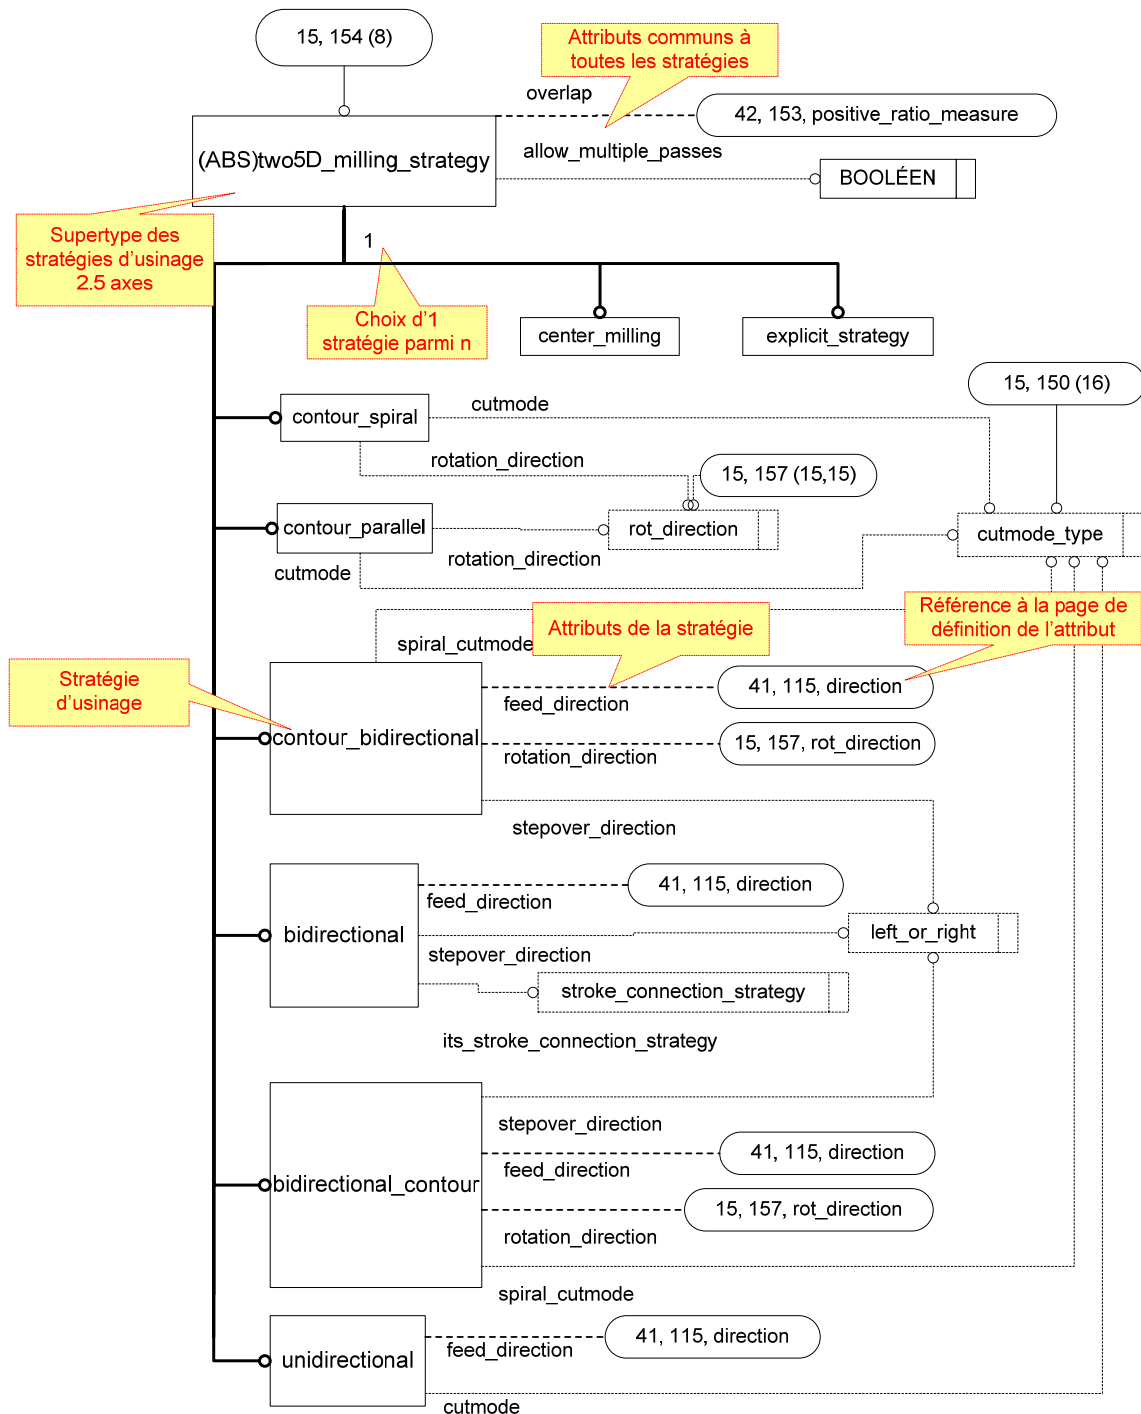 15, 154 (8)
Attributs communs à
toutes les stratégies
overlap
42, 153, positive_ratio_measure
(ABS)two5D_milling_strategy
allow_multiple_passes
BOOLÉEN
Supertype des
stratégies d'usinage
2.5 axes
1
Choix d'1
stratégie parmi n
center_milling
explicit_strategy
15, 150 (16)
contour_spiral
cutmode
rotation_direction
15, 157 (15,15)
contour_parallel
rot_direction
cutmode_type
rotation_direction
cutmode
Attributs de la stratégie
Référence à la page de
définition de l'attribut
spiral_cutmode
Stratégie
d'usinage
41, 115, direction
feed_direction
contour_bidirectional
15, 157, rot_direction
rotation_direction
stepover_direction
41, 115, direction
feed_direction
bidirectional
left_or_right
stepover_direction
stroke_connection_strategy
its_stroke_connection_strategy
stepover_direction
41, 115, direction
feed_direction
bidirectional_contour
15, 157, rot_direction
rotation_direction
spiral_cutmode
41, 115, direction
feed_direction
unidirectional
cutmode